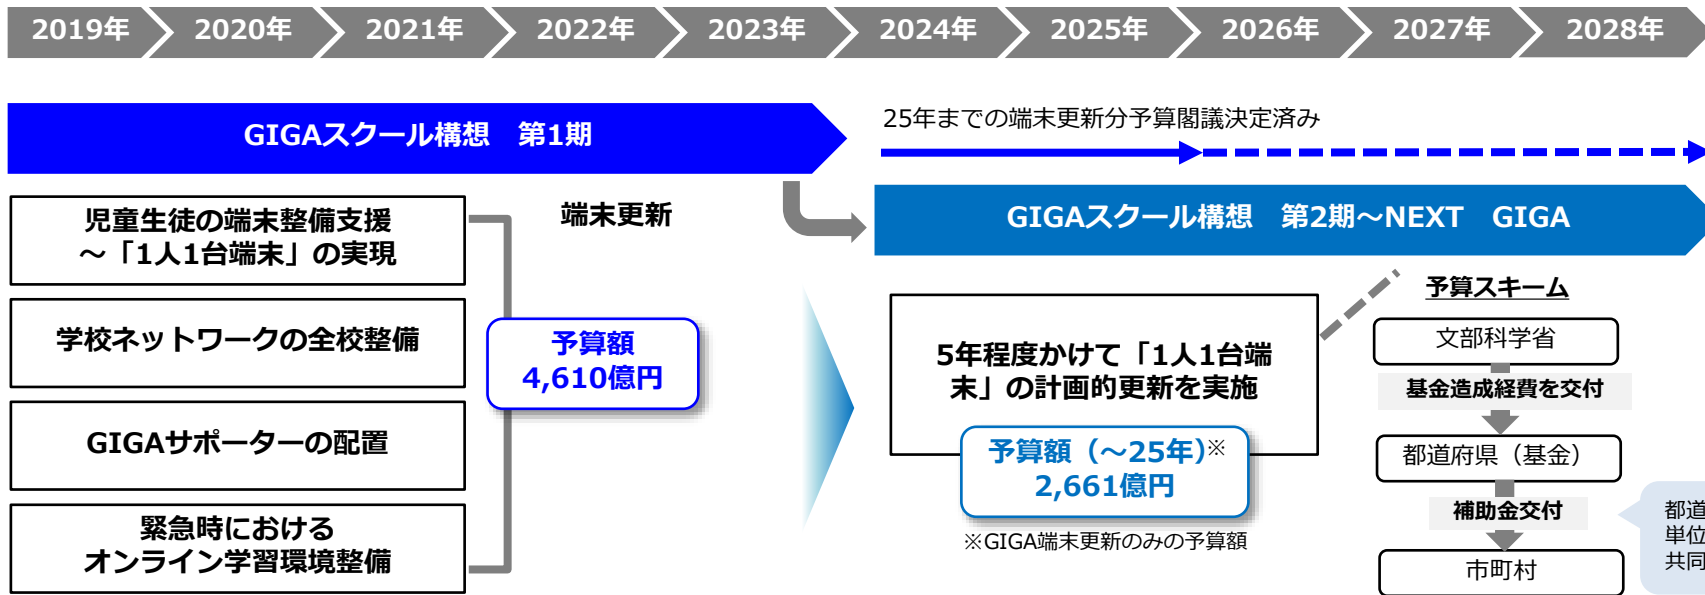 2019年 2020年 2021年 2022年 2023年 2024年 2025年 2026年 2027年 2028年
GIGAスクール構想　第1期
25年までの端末更新分予算閣議決定済み
児童生徒の端末整備支援
～「1人1台端末」の実現
学校ネットワークの全校整備
GIGAサポーターの配置
緊急時における
オンライン学習環境整備
予算額
4,610億円
端末更新
GIGAスクール構想　第2期～NEXT　GIGA
5年程度かけて「1人1台端
末」の計画的更新を実施
予算額（～25年）※
2,661億円
※GIGA端末更新のみの予算額
予算スキーム
文部科学省
基金造成経費を交付
都道府県（基金）
補助金交付
市町村
都道
単位
共同